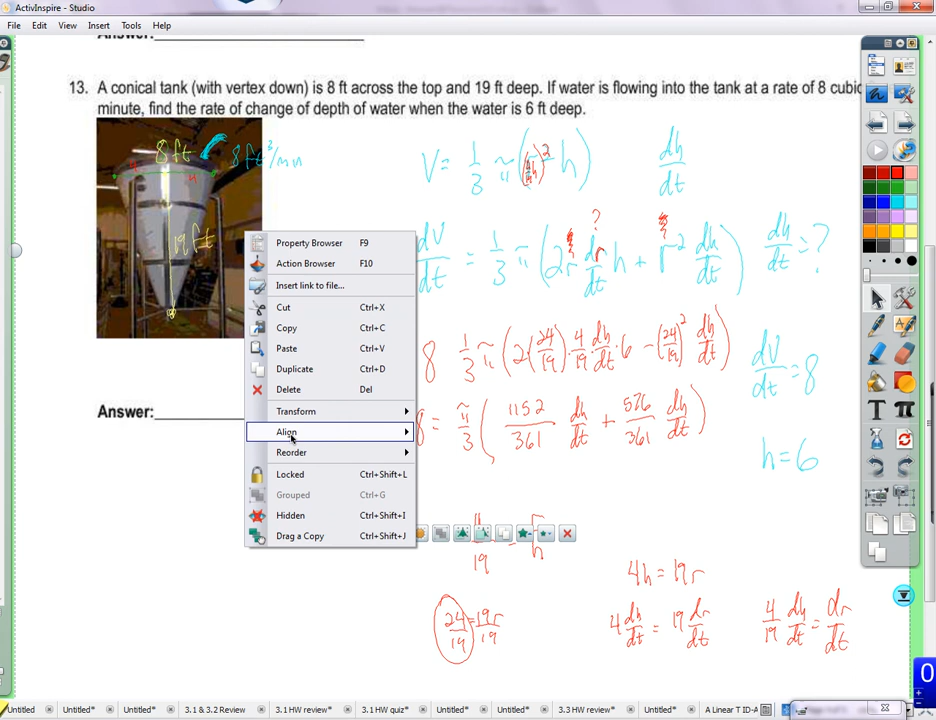 ActivInspire - Studio
File Edit View Insert Tools Help
Answer:
13. A conical tank (with vertex down) is 8 ft across the top and 19 ft deep. If water is flowing into the tank at a rate of 8 cubic
minute, find the rate of change of depth of water when the water is 6 ft deep.
8 ft 8 ft³/min
4 4
19 ft
V = 1/3 π ( ² h ) dh/dt
dV/dt = 1/3 π (2r dr/dt h + r² dh/dt) dh/dt = ?
?
8 1/3 π (2(24/19) · 4/19 dh/dt · 6 − (24/19)² dh/dt) dV/dt = 8
8 = π/3 ( 1152/361 dh/dt + 576/361 dh/dt ) h = 6
Property Browser F9
Action Browser F10
Insert link to file...
Cut Ctrl+X
Copy Ctrl+C
Paste Ctrl+V
Duplicate Ctrl+D
Delete Del
Transform
Align
Reorder
Locked Ctrl+Shift+L
Grouped Ctrl+G
Hidden Ctrl+Shift+I
Drag a Copy Ctrl+Shift+J
Answer:
4/19 = r/h
4h = 19r
24/19 = 19r/19 4 dh/dt = 19 dr/dt 4/19 dh/dt = dr/dt
Untitled Untitled* Untitled* 3.1 & 3.2 Review 3.1 HW review* 3.1 HW quiz* Untitled* Untitled* 3.3 HW review* Untitled* A Linear T ID-A